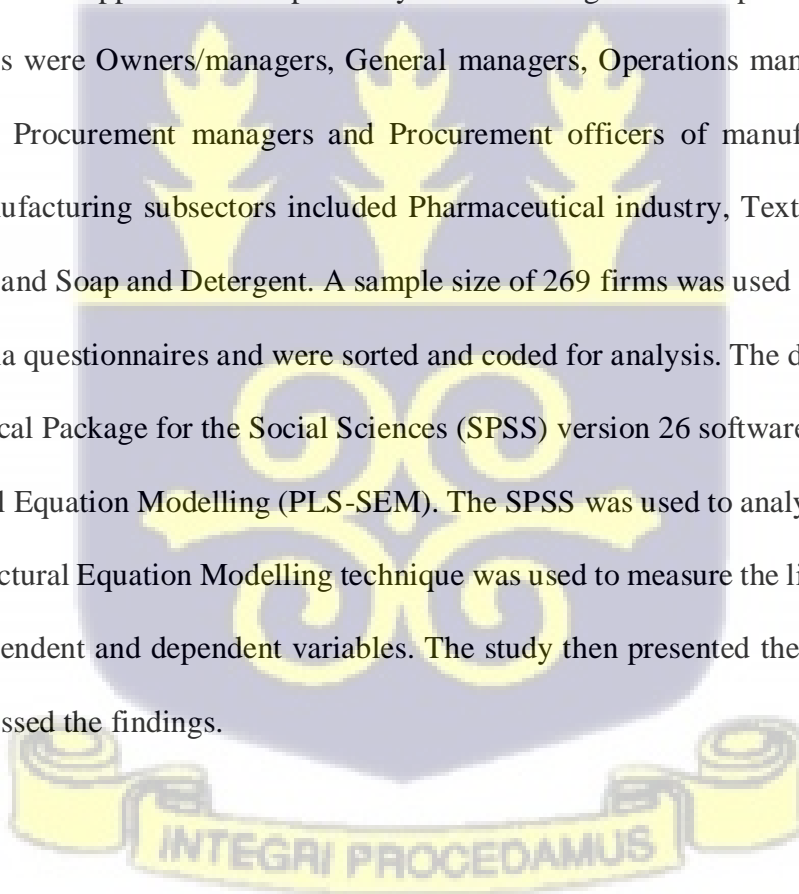 s were Owners/managers, General managers, Operations man
Procurement managers and Procurement officers of manuf
ufacturing subsectors included Pharmaceutical industry, Text
and Soap and Detergent. A sample size of 269 firms was used
a questionnaires and were sorted and coded for analysis. The d
cal Package for the Social Sciences (SPSS) version 26 software
l Equation Modelling (PLS-SEM). The SPSS was used to analy
ctural Equation Modelling technique was used to measure the li
endent and dependent variables. The study then presented the
ssed the findings.
INTEGRI PROCEDAMUS